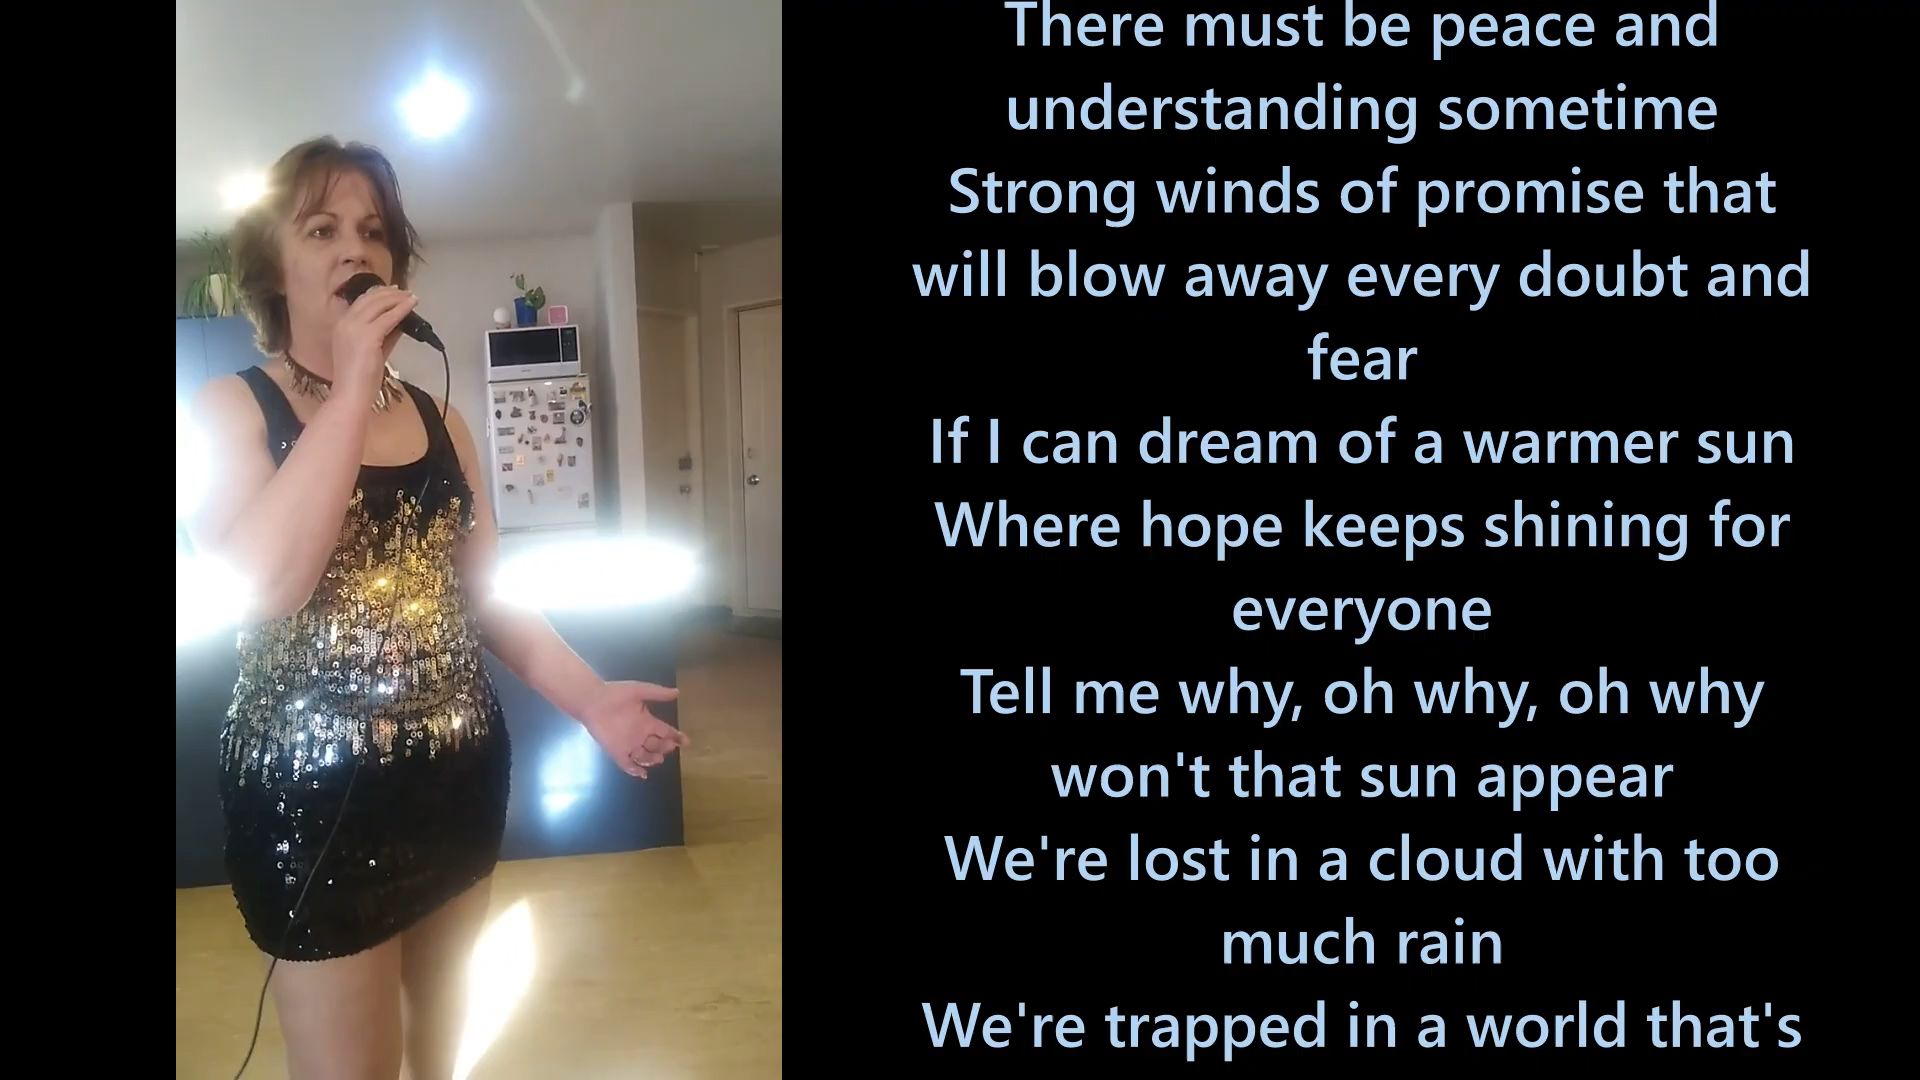 There must be peace and
understanding sometime
Strong winds of promise that
will blow away every doubt and
fear
If I can dream of a warmer sun
Where hope keeps shining for
everyone
Tell me why, oh why, oh why
won't that sun appear
We're lost in a cloud with too
much rain
We're trapped in a world that's